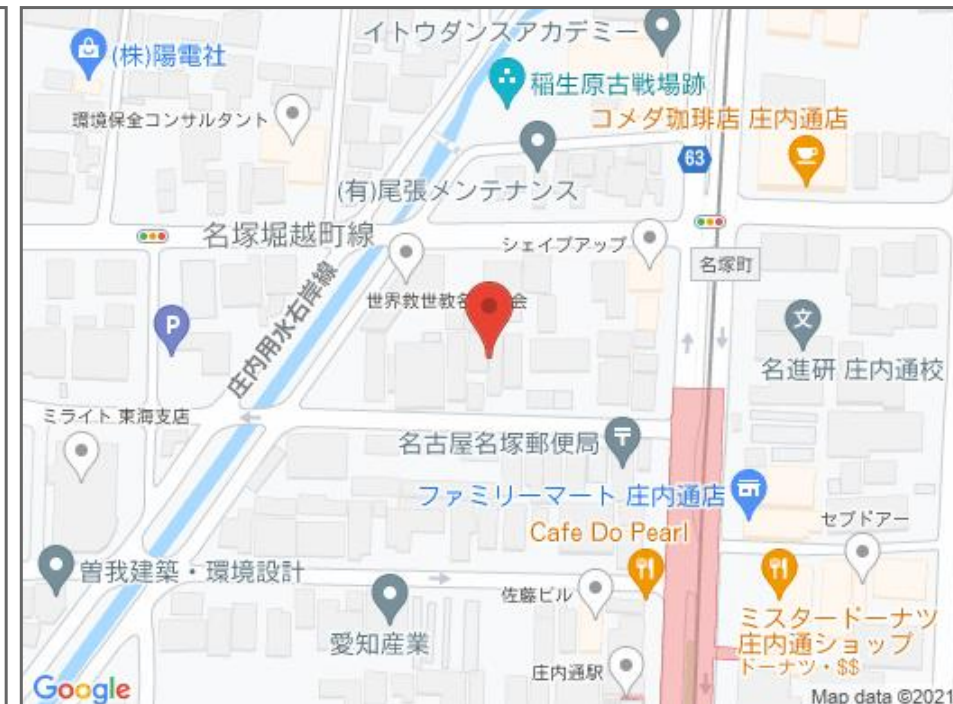 イトウダンスアカデミー
(株)陽電社
稲生原古戦場跡
環境保全コンサルタント
コメダ珈琲店 庄内通店
63
(有)尾張メンテナンス
名塚堀越町線
シェイプアップ
名塚町
庄内用水右岸線
世界救世教名
会
P
文
名進研 庄内通校
ミライト 東海支店
名古屋名塚郵便局
ファミリーマート 庄内通店
セブドアー
Cafe Do Pearl
曽我建築・環境設計
佐藤ビル
ミスタードーナツ
庄内通ショップ
ドーナツ・$$
愛知産業
庄内通駅
Google
Map data ©2021